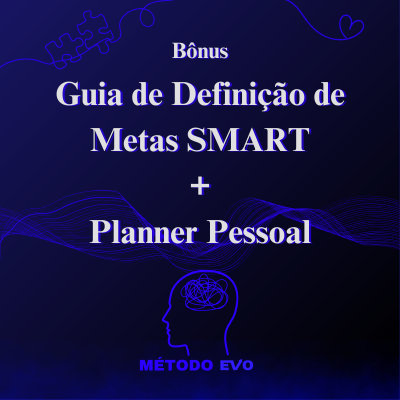 Bônus
Guia de Definição de
Metas SMART
+
Planner Pessoal
MÉTODO EVO